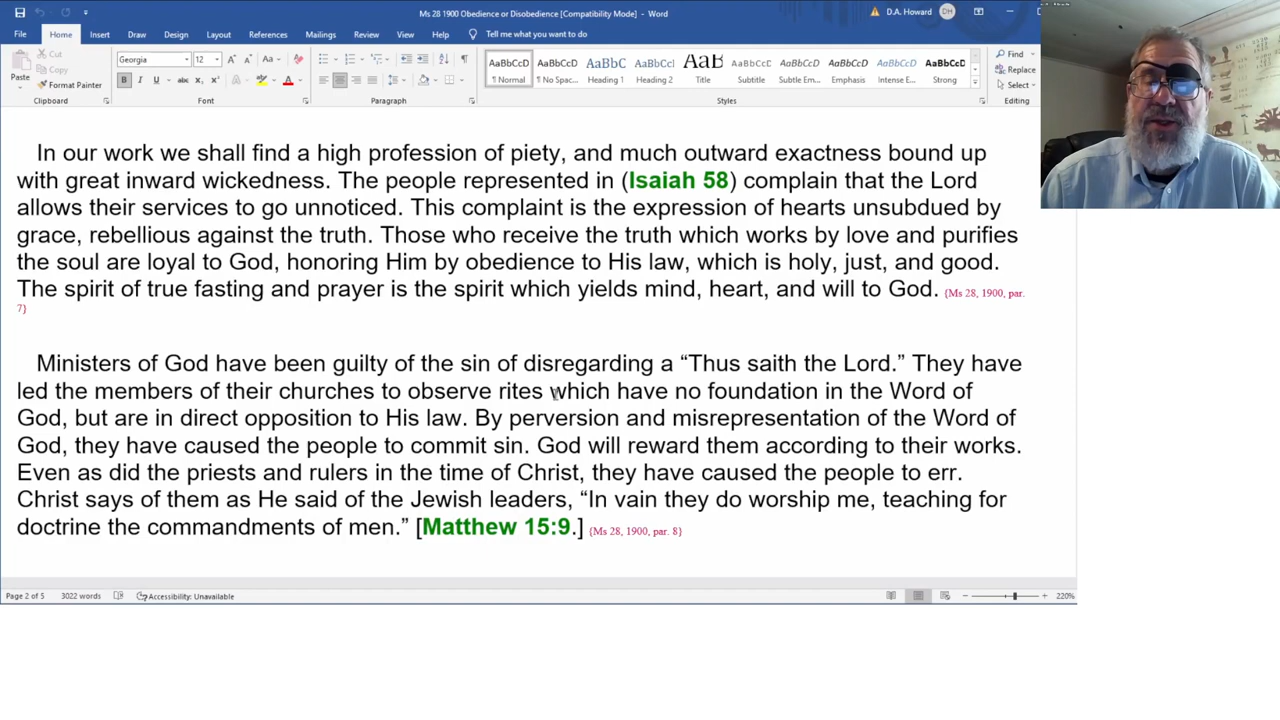 Ms 28 1900 Obedience or Disobedience [Compatibility Mode] - Word
D.A. Howard
DH
File Home Insert Draw Design Layout References Mailings Review View Help Tell me what you want to do
Paste
Cut
Copy
Format Painter
Clipboard
Georgia 12
Font
Paragraph
AaBbCcD AaBbCcD AaBbC AaBbCcl AaB AaBbCcD AaBbCcD AaBbCcD AaBbCcD AaBbCcD
¶ Normal ¶ No Spac... Heading 1 Heading 2 Title Subtitle Subtle Em... Emphasis Intense E... Strong
Styles
Find
Replace
Select
Editing
In our work we shall find a high profession of piety, and much outward exactness bound up
with great inward wickedness. The people represented in (Isaiah 58) complain that the Lord
allows their services to go unnoticed. This complaint is the expression of hearts unsubdued by
grace, rebellious against the truth. Those who receive the truth which works by love and purifies
the soul are loyal to God, honoring Him by obedience to His law, which is holy, just, and good.
The spirit of true fasting and prayer is the spirit which yields mind, heart, and will to God. {Ms 28, 1900, par.
7}
Ministers of God have been guilty of the sin of disregarding a “Thus saith the Lord.” They have
led the members of their churches to observe rites which have no foundation in the Word of
God, but are in direct opposition to His law. By perversion and misrepresentation of the Word of
God, they have caused the people to commit sin. God will reward them according to their works.
Even as did the priests and rulers in the time of Christ, they have caused the people to err.
Christ says of them as He said of the Jewish leaders, “In vain they do worship me, teaching for
doctrine the commandments of men.” [Matthew 15:9.] {Ms 28, 1900, par. 8}
Page 2 of 5 3022 words Accessibility: Unavailable 220%